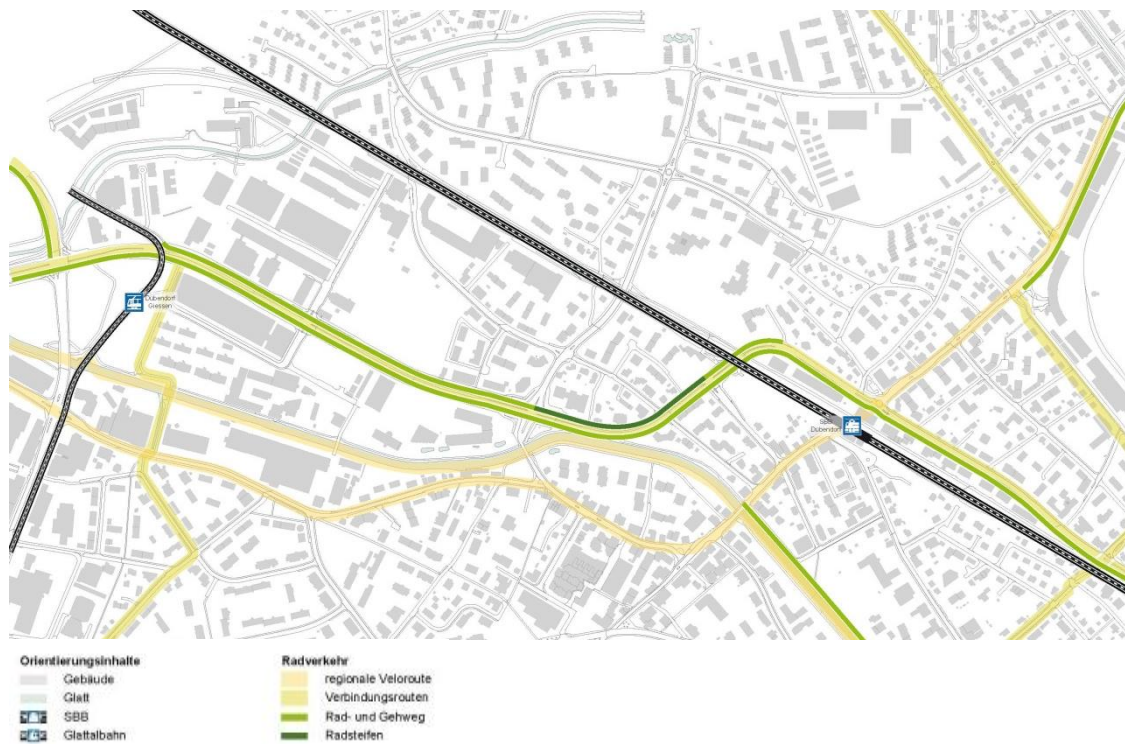 Dübendorf
Giessen
SBB
Dübendorf
Orientierungsinhalte
Gebäude
Glatt
SBB
Glattalbahn
Radverkehr
regionale Veloroute
Verbindungsrouten
Rad- und Gehweg
Radsteifen